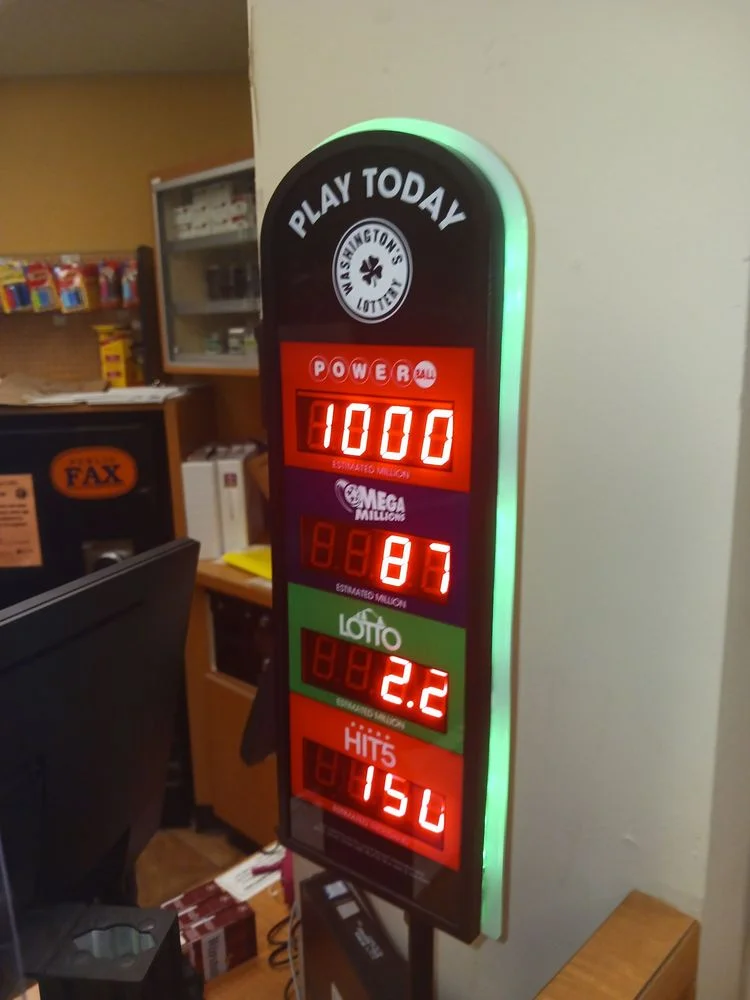 PLAY TODAY
WASHINGTON'S
LOTTERY
POWERBALL
1000
ESTIMATED MILLION
MEGA
MILLIONS
87
ESTIMATED MILLION
LOTTO
2.2
ESTIMATED MILLION
HIT5
FAX